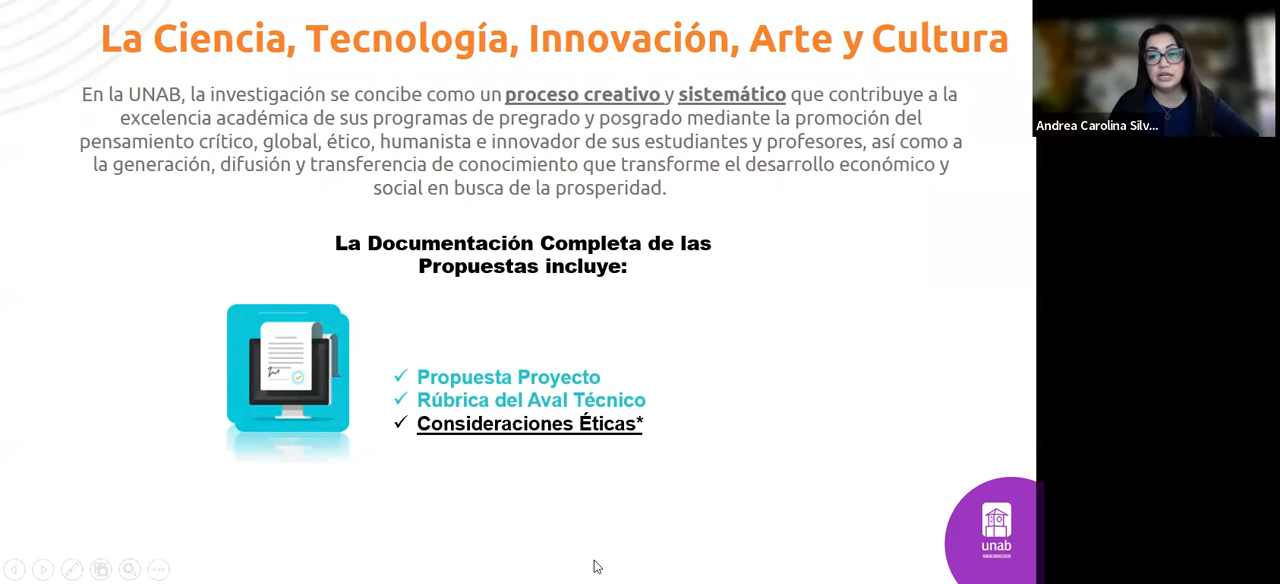 La Ciencia, Tecnología, Innovación, Arte y Cultura
En la UNAB, la investigación se concibe como un proceso creativo y sistemático que contribuye a la
excelencia académica de sus programas de pregrado y posgrado mediante la promoción del
pensamiento crítico, global, ético, humanista e innovador de sus estudiantes y profesores, así como a
la generación, difusión y transferencia de conocimiento que transforme el desarrollo económico y
social en busca de la prosperidad.
La Documentación Completa de las
Propuestas incluye:
✓ Propuesta Proyecto
✓ Rúbrica del Aval Técnico
✓ Consideraciones Éticas*
Andrea Carolina Silv...
unab